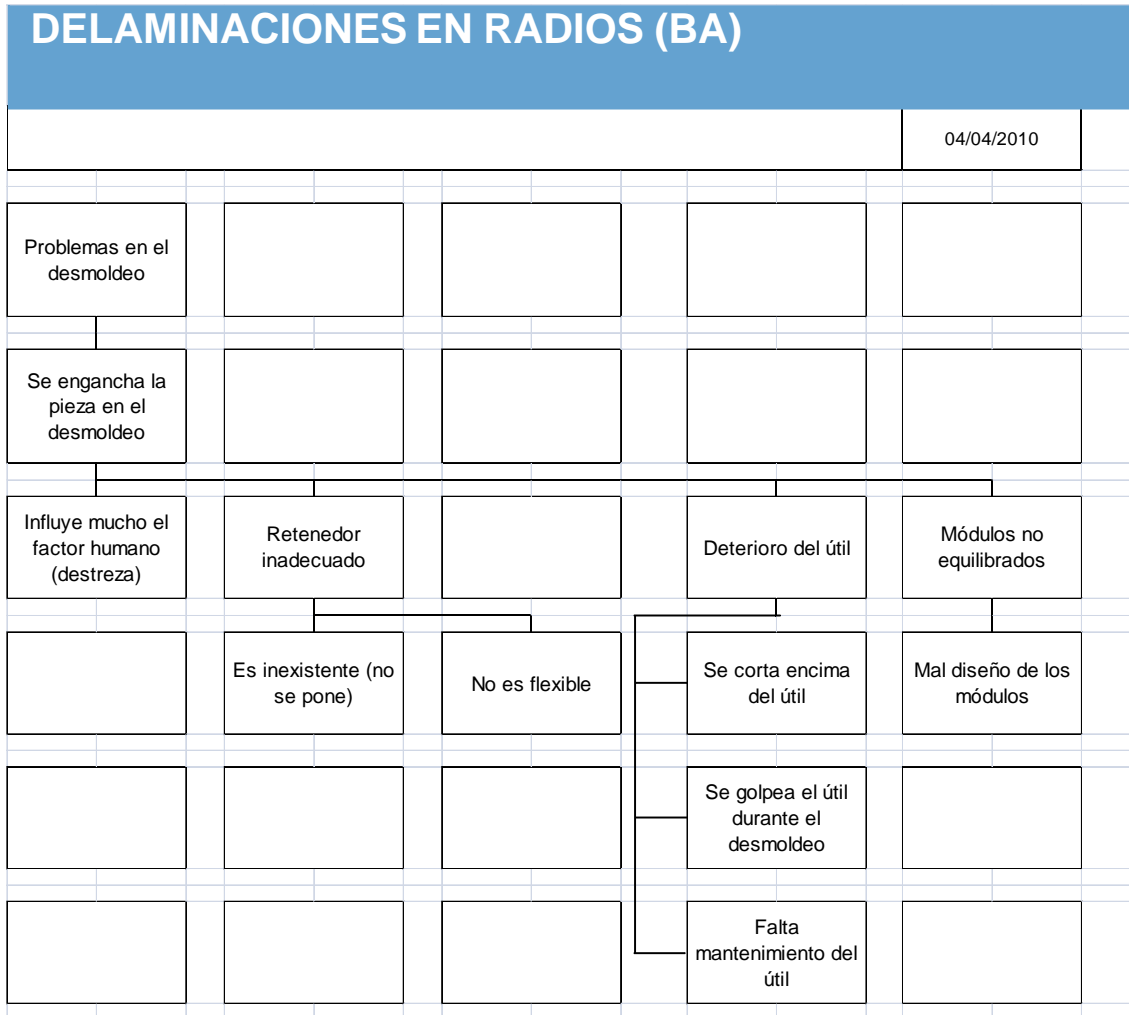 DELAMINACIONES EN RADIOS (BA)
04/04/2010
Problemas en el
desmoldeo
Se engancha la
pieza en el
desmoldeo
Influye mucho el
factor humano
(destreza)
Retenedor
inadecuado
Deterioro del útil
Módulos no
equilibrados
Es inexistente (no
se pone)
No es flexible
Se corta encima
del útil
Mal diseño de los
módulos
Se golpea el útil
durante el
desmoldeo
Falta
mantenimiento del
útil